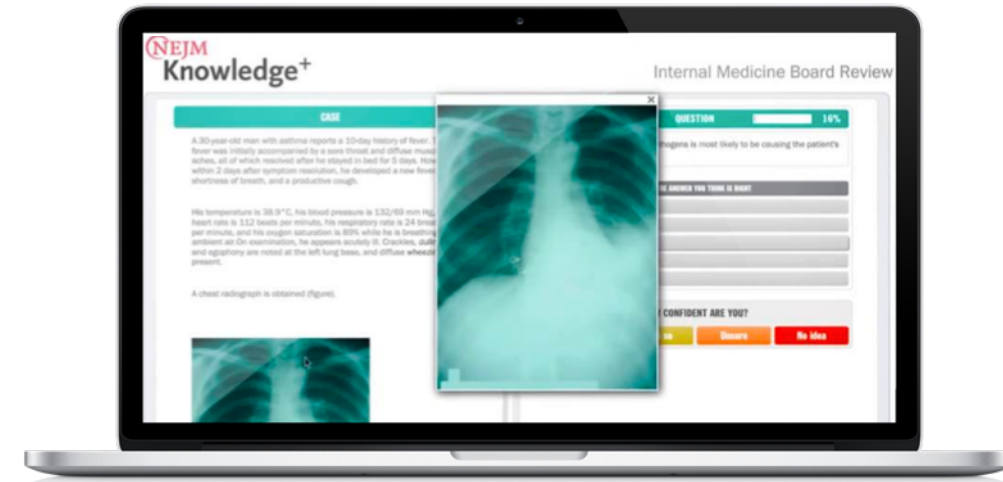 NEJM
Knowledge+
Internal Medicine Board Review
CASE
A 30-year-old man with asthma reports a 10-day history of fever.
fever was initially accompanied by a sore throat and diffuse
aches, all of which resolved after he stayed in bed for 5 days.
within 2 days after symptom resolution, he developed a new fever
shortness of breath, and a productive cough.
His temperature is 38.9°C, his blood pressure is 132/69 mm Hg,
heart rate is 112 beats per minute, his respiratory rate is 24
per minute, and his oxygen saturation is 89% while he is breathing
ambient air. On examination, he appears acutely ill. Crackles,
and egophony are noted at the left lung base, and diffuse
present.
A chest radiograph is obtained (figure).
QUESTION 16%
is most likely to be causing the patient's
ANSWER YOU THINK IS RIGHT
CONFIDENT ARE YOU?
so
Unsure
No idea